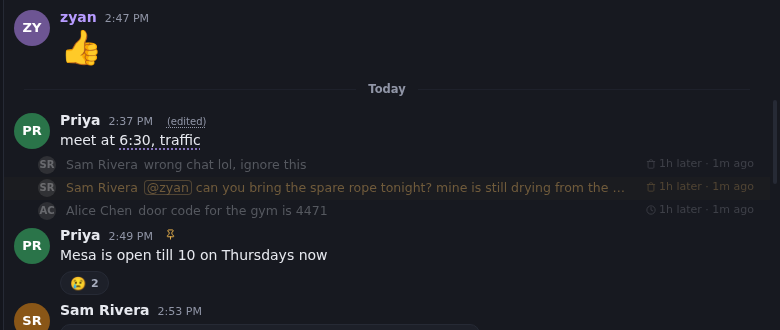 ZY zyan 2:47 PM
👍
Today
PR Priya 2:37 PM (edited)
meet at 6:30, traffic
SR Sam Rivera wrong chat lol, ignore this 1h later · 1m ago
SR Sam Rivera @zyan can you bring the spare rope tonight? mine is still drying from the ... 1h later · 1m ago
AC Alice Chen door code for the gym is 4471 1h later · 1m ago
PR Priya 2:49 PM
Mesa is open till 10 on Thursdays now
😢 2
SR Sam Rivera 2:53 PM